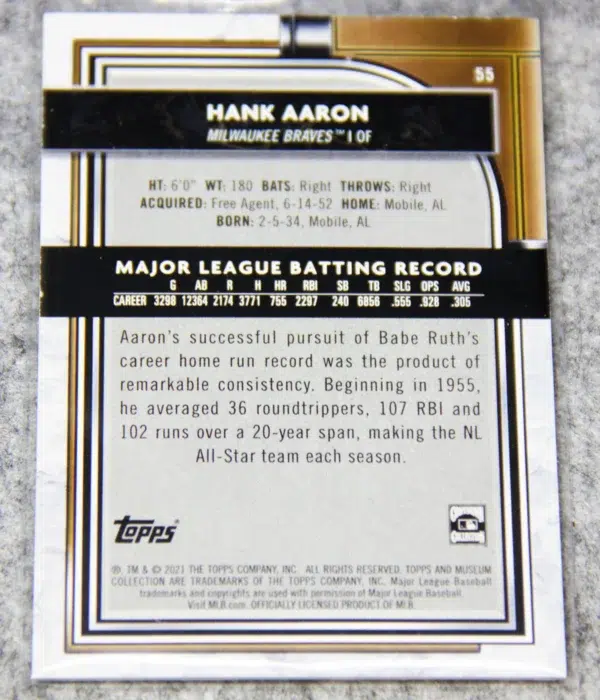 55
HANK AARON
MILWAUKEE BRAVES™ | OF
HT: 6'0" WT: 180 BATS: Right THROWS: Right
ACQUIRED: Free Agent, 6-14-52 HOME: Mobile, AL
BORN: 2-5-34, Mobile, AL
MAJOR LEAGUE BATTING RECORD
G AB R H HR RBI SB TB SLG OPS AVG
CAREER 3298 12364 2174 3771 755 2297 240 6856 .555 .928 .305
Aaron's successful pursuit of Babe Ruth's
career home run record was the product of
remarkable consistency. Beginning in 1955,
he averaged 36 roundtrippers, 107 RBI and
102 runs over a 20-year span, making the NL
All-Star team each season.
topps®
®, TM & © 2021 THE TOPPS COMPANY, INC. ALL RIGHTS RESERVED. TOPPS AND MUSEUM
COLLECTION ARE TRADEMARKS OF THE TOPPS COMPANY, INC. Major League Baseball
trademarks and copyrights are used with permission of Major League Baseball.
Visit MLB.com. OFFICIALLY LICENSED PRODUCT OF MLB